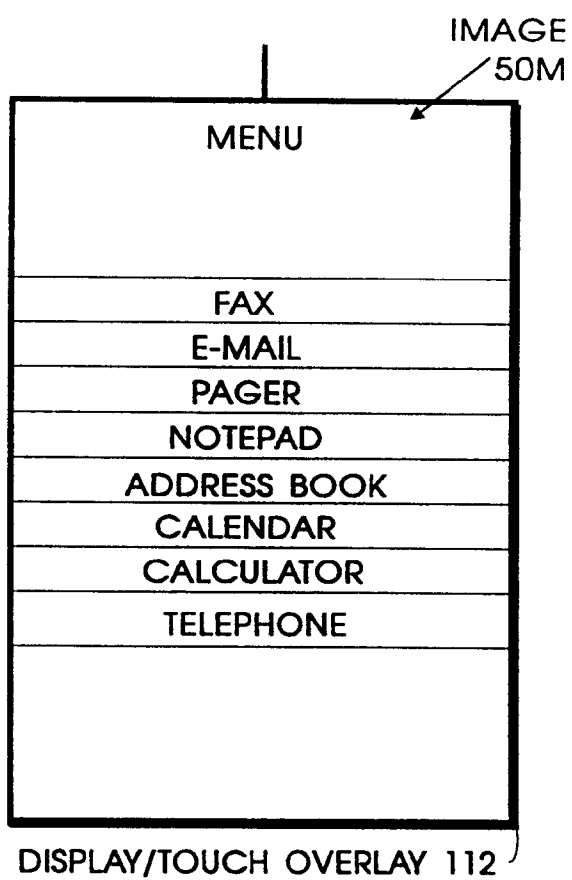 IMAGE
50M
MENU
FAX
E-MAIL
PAGER
NOTEPAD
ADDRESS BOOK
CALENDAR
CALCULATOR
TELEPHONE
DISPLAY/TOUCH OVERLAY 112